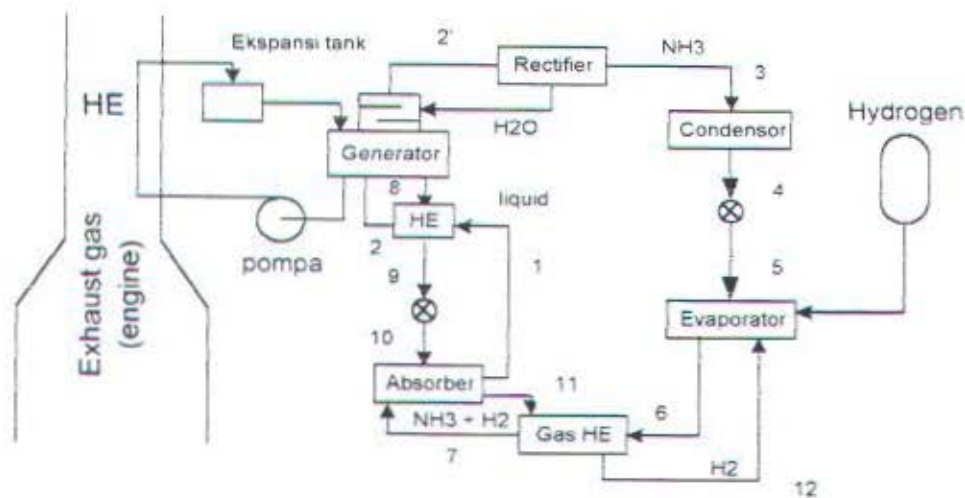 Ekspansi tank
2'
Rectifier
NH3
3
HE
H2O
Condensor
Hydrogen
Generator
8
liquid
4
HE
pompa
2
1
9
5
Exhaust gas
(engine)
Evaporator
10
Absorber
11
NH3 + H2
7
Gas HE
6
H2
12